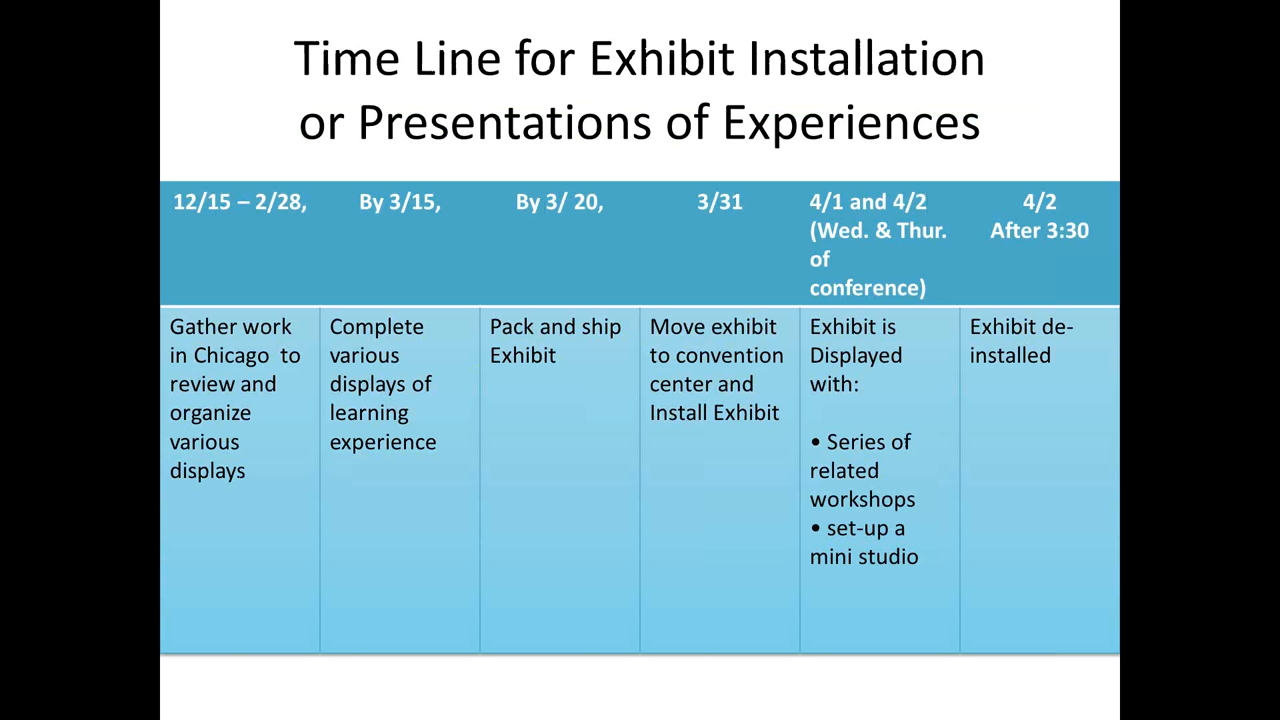 Time Line for Exhibit Installation
or Presentations of Experiences
12/15 – 2/28,
By 3/15,
By 3/ 20,
3/31
4/1 and 4/2
(Wed. & Thur.
of
conference)
4/2
After 3:30
Gather work
in Chicago  to
review and
organize
various
displays
Complete
various
displays of
learning
experience
Pack and ship
Exhibit
Move exhibit
to convention
center and
Install Exhibit
Exhibit is
Displayed
with:
• Series of
related
workshops
• set-up a
mini studio
Exhibit de-
installed